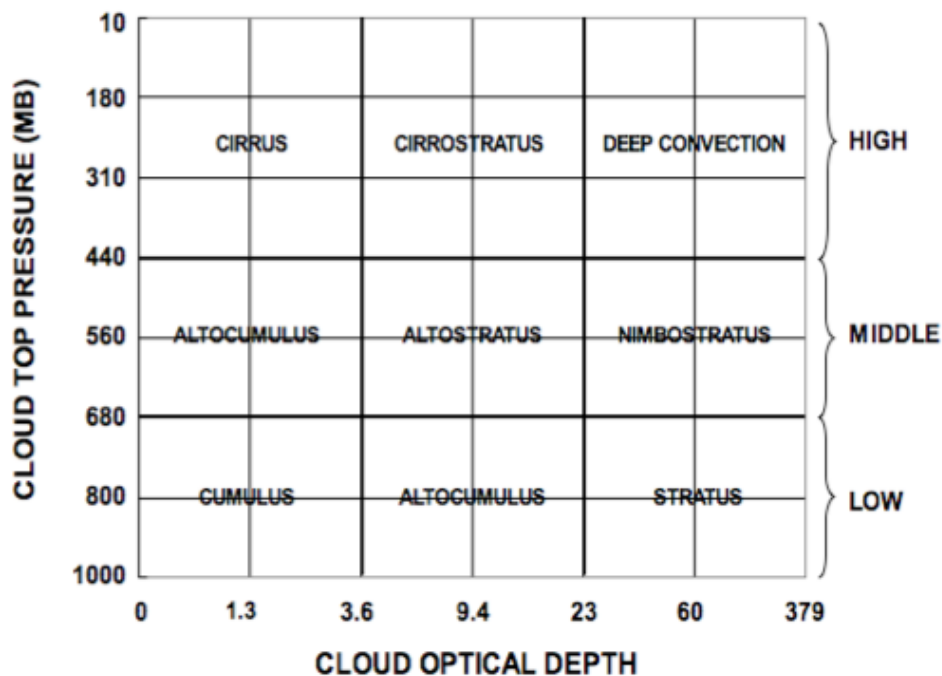 10
180
CIRRUS CIRROSTRATUS DEEP CONVECTION HIGH
310
440
560 ALTOCUMULUS ALTOSTRATUS NIMBOSTRATUS MIDDLE
680
800 CUMULUS ALTOCUMULUS STRATUS LOW
1000
0 1.3 3.6 9.4 23 60 379
CLOUD OPTICAL DEPTH
CLOUD TOP PRESSURE (MB)